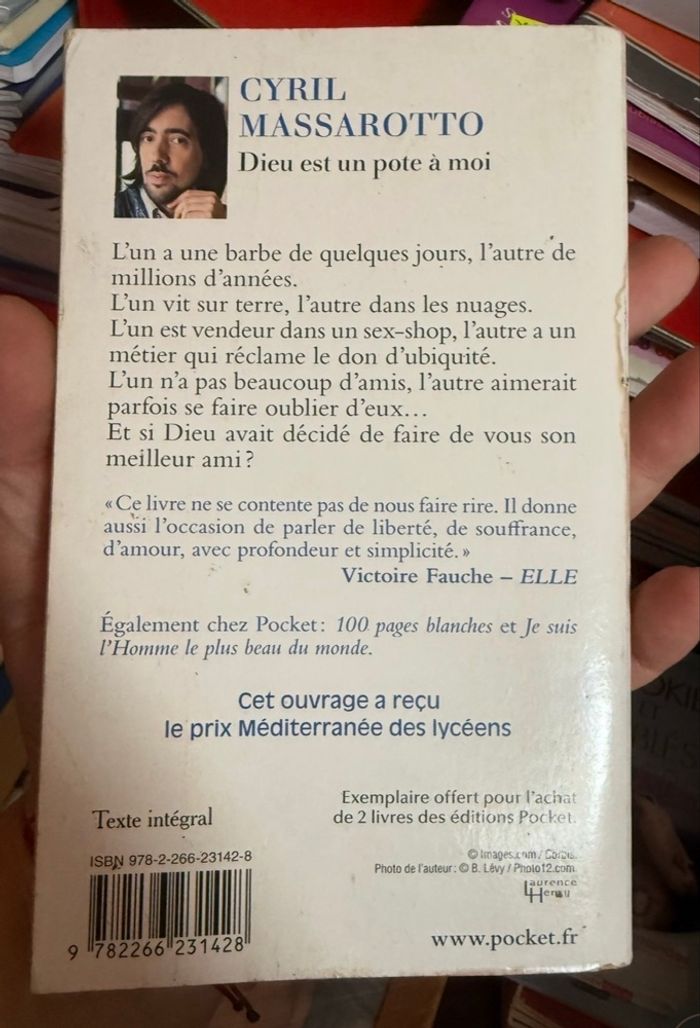 CYRIL
MASSAROTTO
Dieu est un pote à moi
L'un a une barbe de quelques jours, l'autre de
millions d'années.
L'un vit sur terre, l'autre dans les nuages.
L'un est vendeur dans un sex-shop, l'autre a un
métier qui réclame le don d'ubiquité.
L'un n'a pas beaucoup d'amis, l'autre aimerait
parfois se faire oublier d'eux...
Et si Dieu avait décidé de faire de vous son
meilleur ami ?
« Ce livre ne se contente pas de nous faire rire. Il donne
aussi l'occasion de parler de liberté, de souffrance,
d'amour, avec profondeur et simplicité. »
Victoire Fauche – ELLE
Également chez Pocket : 100 pages blanches et Je suis
l'Homme le plus beau du monde.
Cet ouvrage a reçu
le prix Méditerranée des lycéens
Exemplaire offert pour l'achat
de 2 livres des éditions Pocket.
Texte intégral
ISBN 978-2-266-23142-8
9 782266 231428
© Images.com / Corbis.
Photo de l'auteur : © B. Lévy / Photo12.com
Laurence
www.pocket.fr